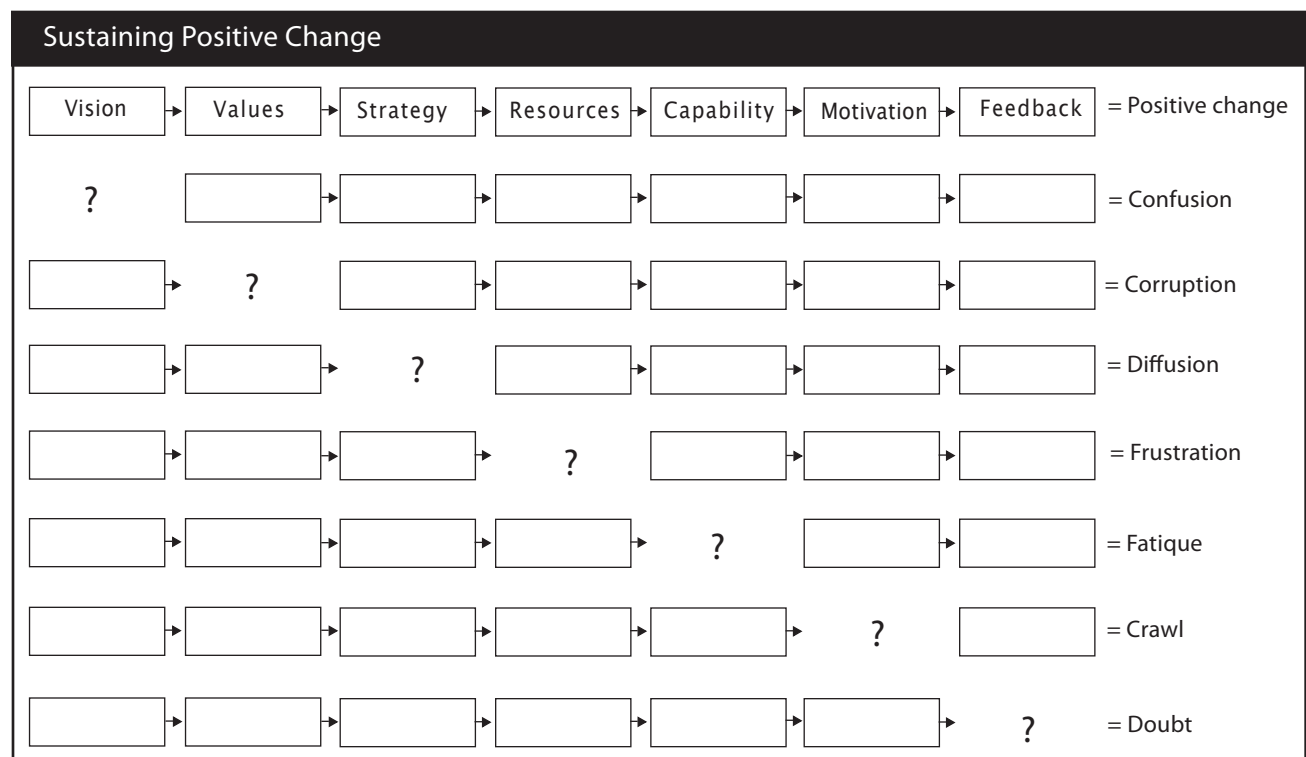 Sustaining Positive Change
Vision Values Strategy Resources Capability Motivation Feedback = Positive change
? = Confusion
? = Corruption
? = Diffusion
? = Frustration
? = Fatique
? = Crawl
? = Doubt